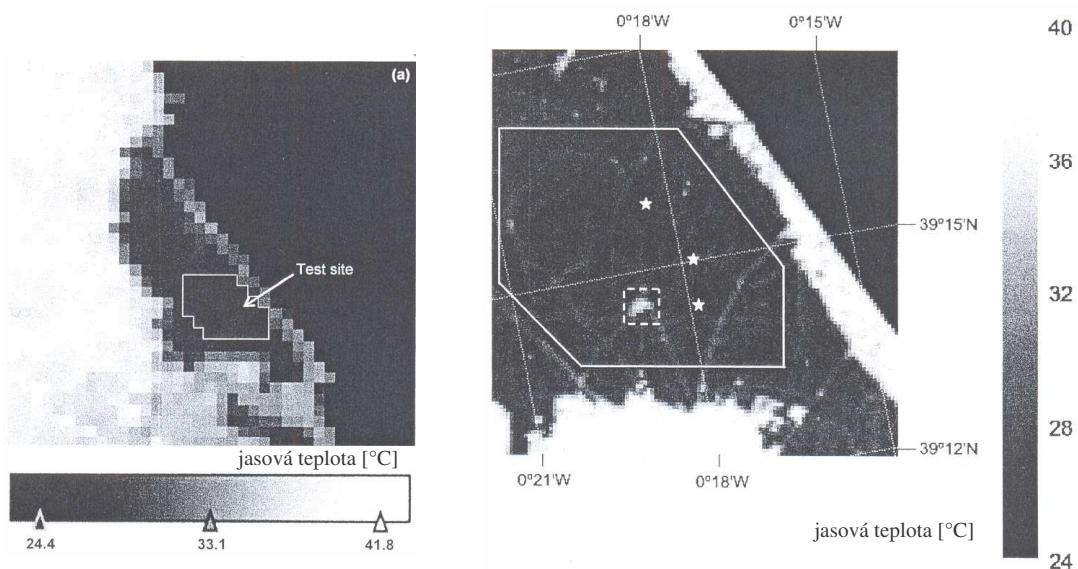 (a)
Test site
jasová teplota [°C]
24.4 33.1 41.8
0°18'W 0°15'W
39°15'N
39°12'N
0°21'W 0°18'W
jasová teplota [°C]
40
36
32
28
24